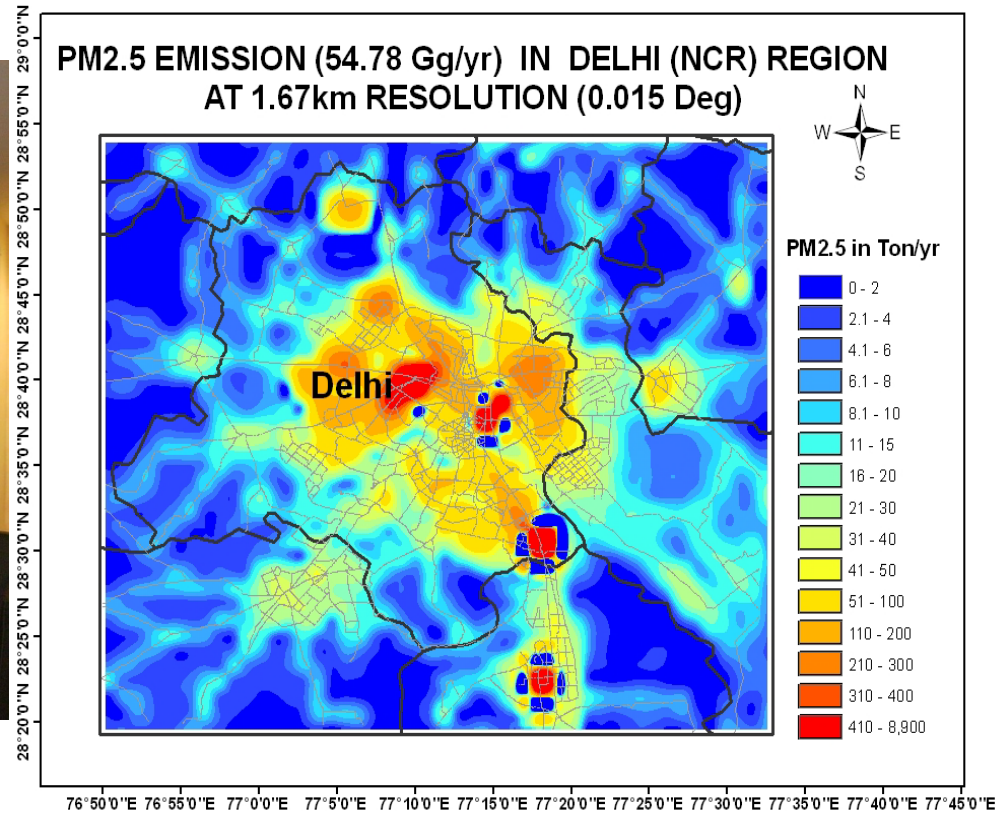 PM2.5 EMISSION (54.78 Gg/yr) IN DELHI (NCR) REGION
AT 1.67km RESOLUTION (0.015 Deg)
N
W E
S
Delhi
PM2.5 in Ton/yr
0 - 2
2.1 - 4
4.1 - 6
6.1 - 8
8.1 - 10
11 - 15
16 - 20
21 - 30
31 - 40
41 - 50
51 - 100
110 - 200
210 - 300
310 - 400
410 - 8,900
29°0'0"N
28°55'0"N
28°50'0"N
28°45'0"N
28°40'0"N
28°35'0"N
28°30'0"N
28°25'0"N
28°20'0"N
76°50'0"E 76°55'0"E 77°0'0"E 77°5'0"E 77°10'0"E 77°15'0"E 77°20'0"E 77°25'0"E 77°30'0"E 77°35'0"E 77°40'0"E 77°45'0"E